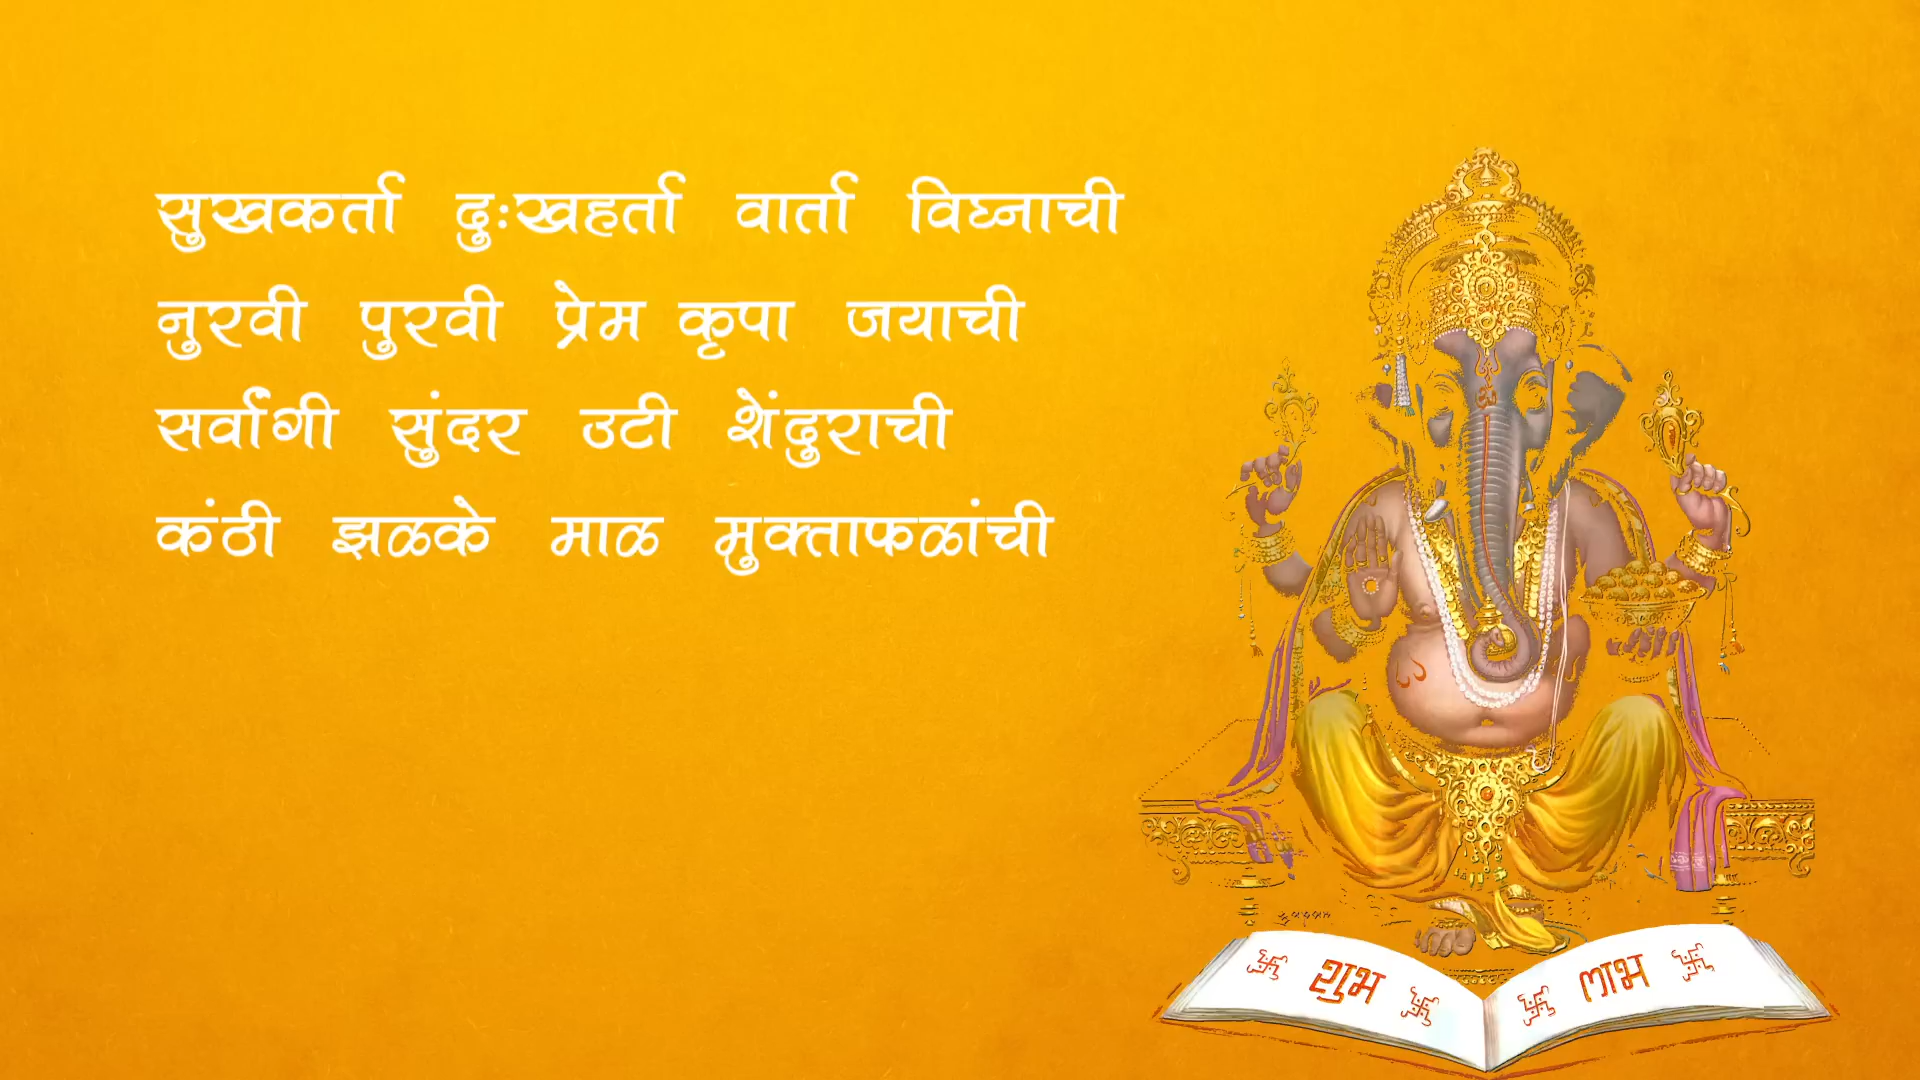 सुखकर्ता दुःखहर्ता वार्ता विघ्नाची
नुरवी पुरवी प्रेम कृपा जयाची
सर्वांगी सुंदर उटी शेंदुराची
कंठी झळके माळ मुक्ताफळांची
शुभ लाभ